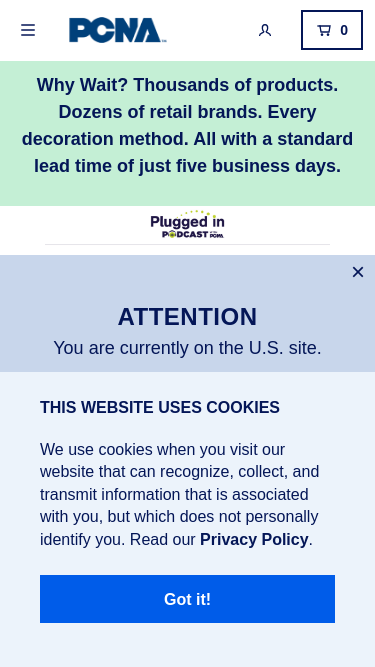 PCNA
0
Why Wait? Thousands of products.
Dozens of retail brands. Every
decoration method. All with a standard
lead time of just five business days.
Plugged in
PODCAST
PCNA
×
ATTENTION
You are currently on the U.S. site.
THIS WEBSITE USES COOKIES
We use cookies when you visit our
website that can recognize, collect, and
transmit information that is associated
with you, but which does not personally
identify you. Read our Privacy Policy.
Got it!